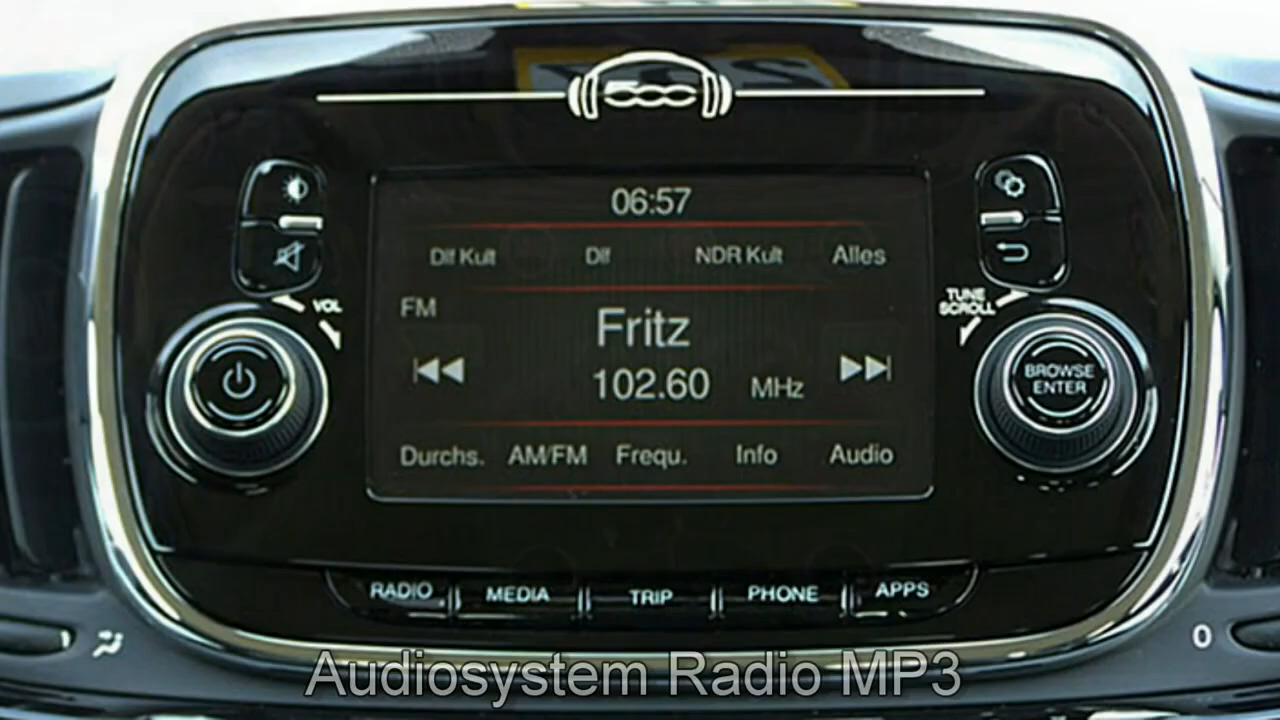 500
06:57
Dlf Kult Dlf NDR Kult Alles
FM
VOL
TUNE
SCROLL
Fritz
102.60 MHz
BROWSE
ENTER
Durchs. AM/FM Frequ. Info Audio
RADIO MEDIA TRIP PHONE APPS
0
Audiosystem Radio MP3